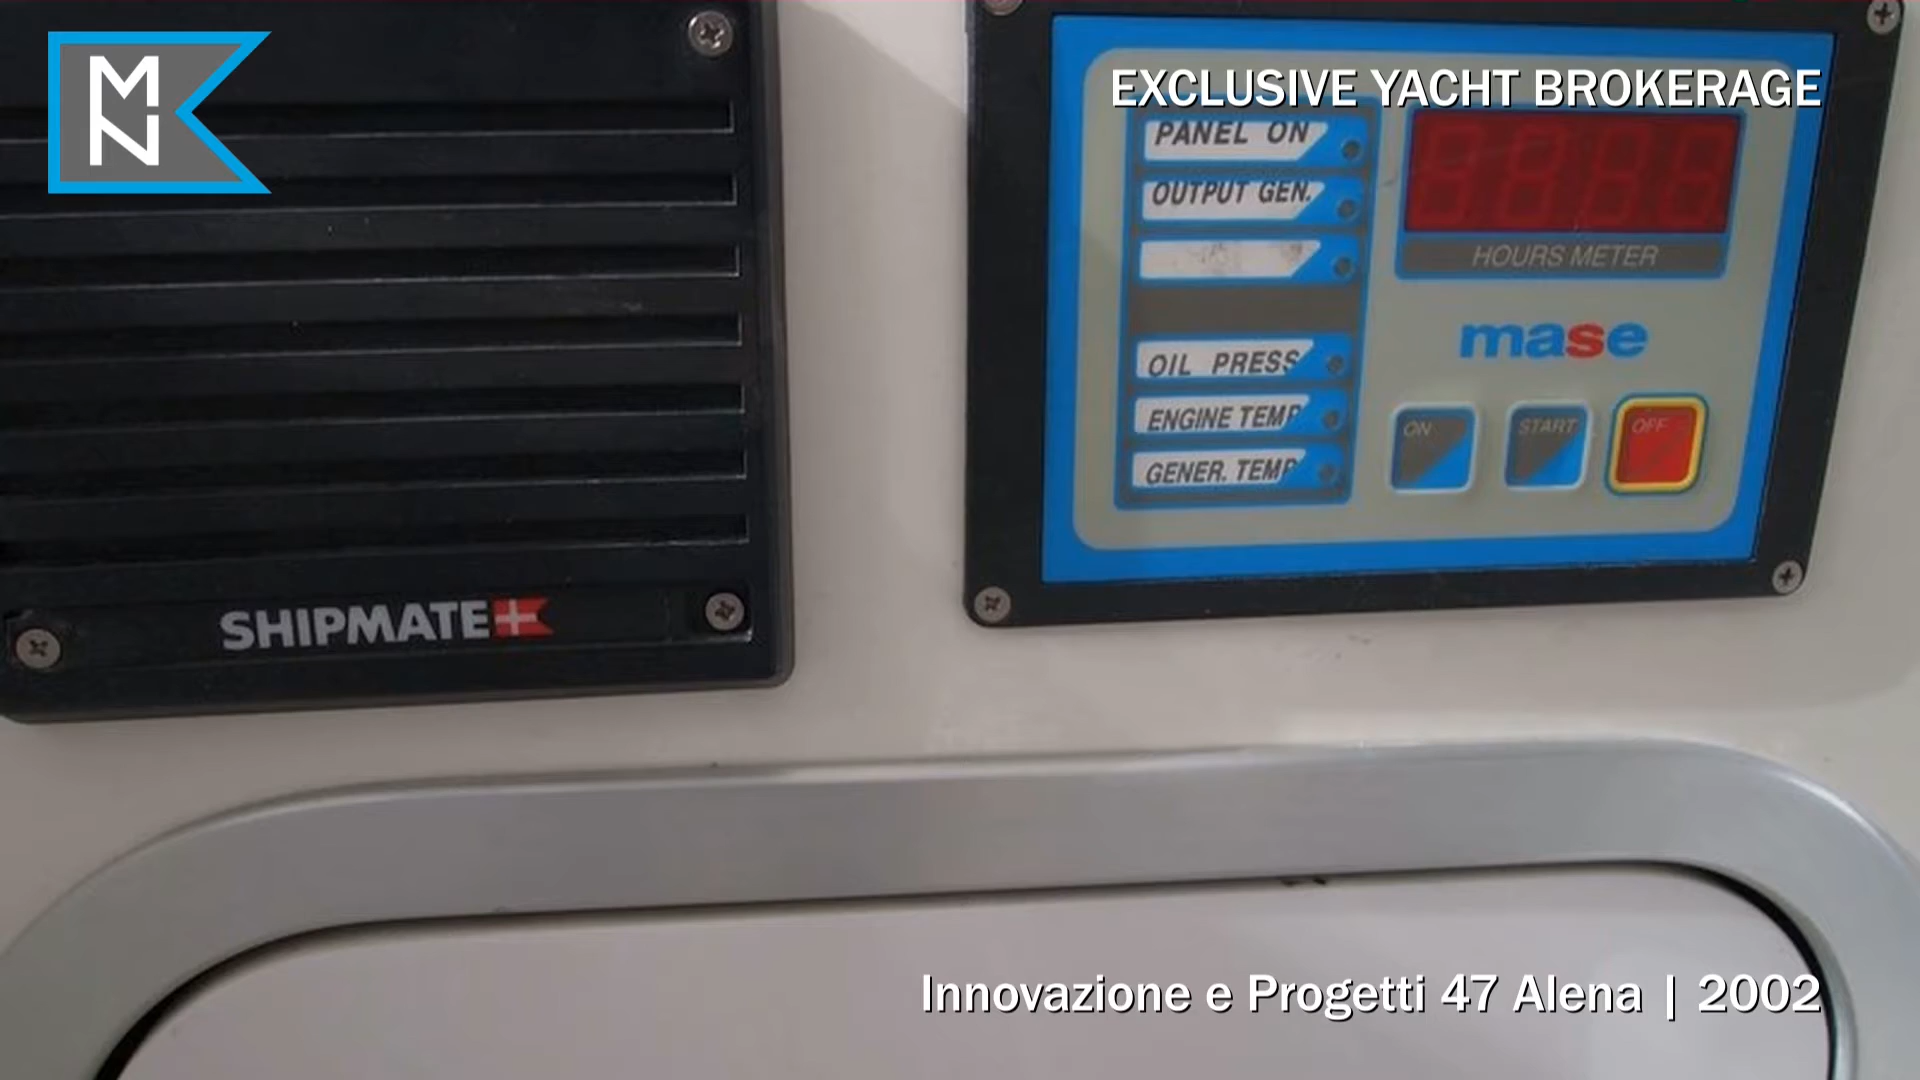 MN
EXCLUSIVE YACHT BROKERAGE
PANEL ON
OUTPUT GEN.
HOURS METER
mase
OIL PRESS
ENGINE TEMP
GENER. TEMP
ON
START
OFF
SHIPMATE
Innovazione e Progetti 47 Alena | 2002